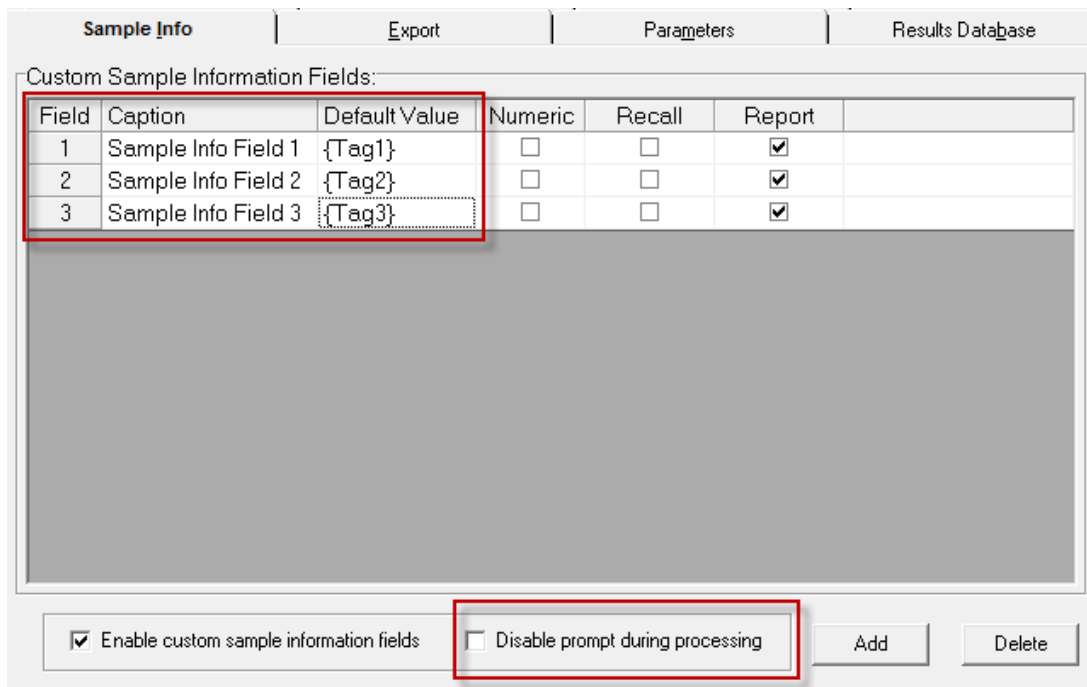 Sample Info Export Parameters Results Database
Custom Sample Information Fields:
Field Caption Default Value Numeric Recall Report
1 Sample Info Field 1 {Tag1}
2 Sample Info Field 2 {Tag2}
3 Sample Info Field 3 {Tag3}
Enable custom sample information fields Disable prompt during processing Add Delete